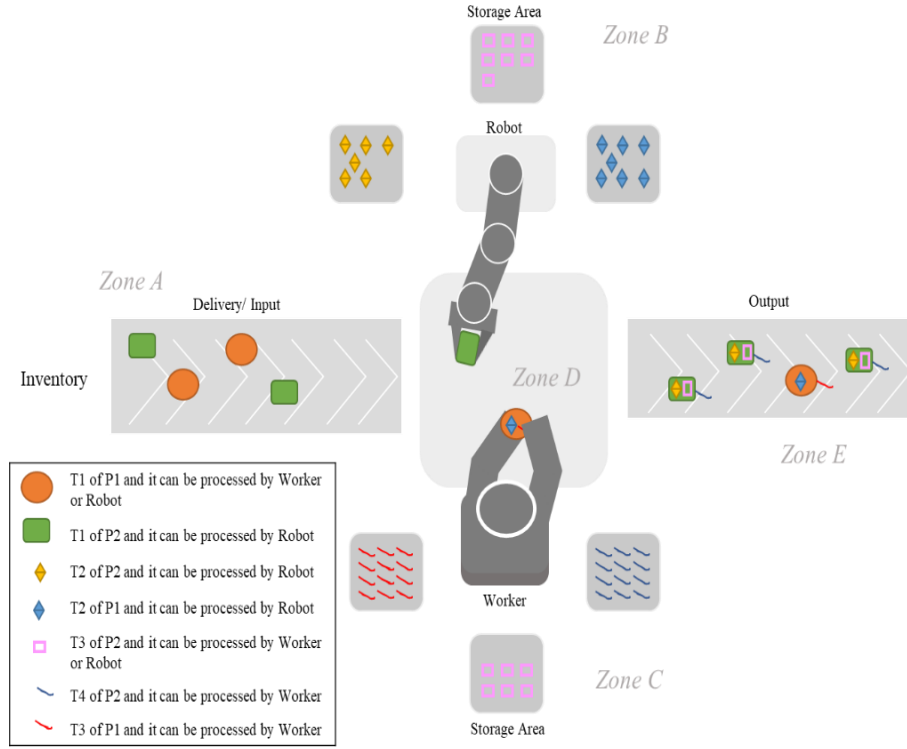 Storage Area
Zone B
Robot
Zone A
Delivery/ Input
Output
Inventory
Zone D
Zone E
T1 of P1 and it can be processed by Worker
or Robot
T1 of P2 and it can be processed by Robot
T2 of P2 and it can be processed by Robot
T2 of P1 and it can be processed by Robot
T3 of P2 and it can be processed by Worker
or Robot
T4 of P2 and it can be processed by Worker
T3 of P1 and it can be processed by Worker
Worker
Zone C
Storage Area